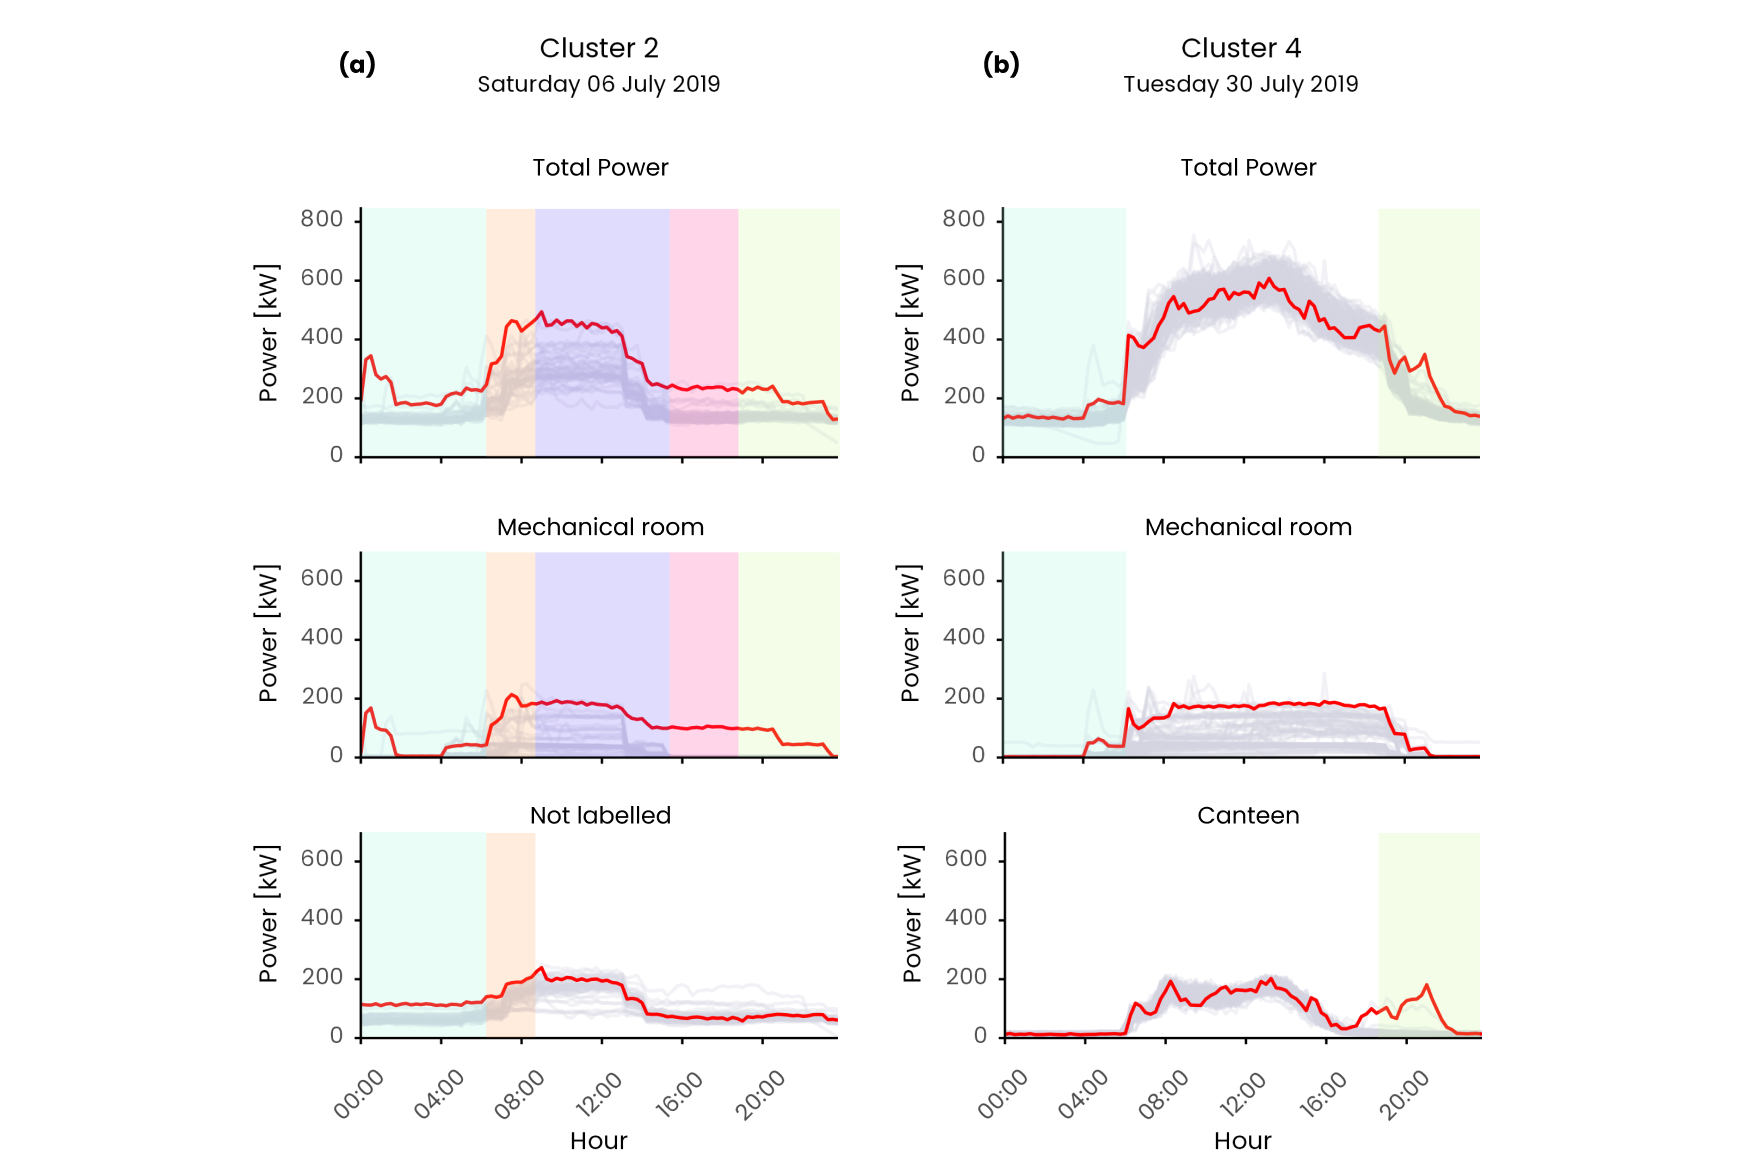 (a)
Cluster 2
Saturday 06 July 2019
Total Power
Power [kW]
800
600
400
200
0
Mechanical room
Power [kW]
600
400
200
0
Not labelled
Power [kW]
600
400
200
0
00:00 04:00 08:00 12:00 16:00 20:00
Hour
(b)
Cluster 4
Tuesday 30 July 2019
Total Power
Power [kW]
800
600
400
200
0
Mechanical room
Power [kW]
600
400
200
0
Canteen
Power [kW]
600
400
200
0
00:00 04:00 08:00 12:00 16:00 20:00
Hour